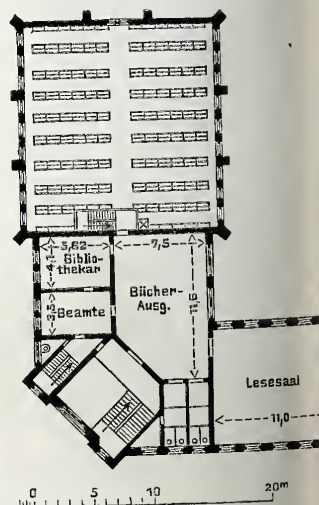 5,82
7,5
4,1
Biblio-
thekar
3,5
Beamte
Bücher-
Ausg.
11,6
Lesesaal
11,0
0 5 10 20m